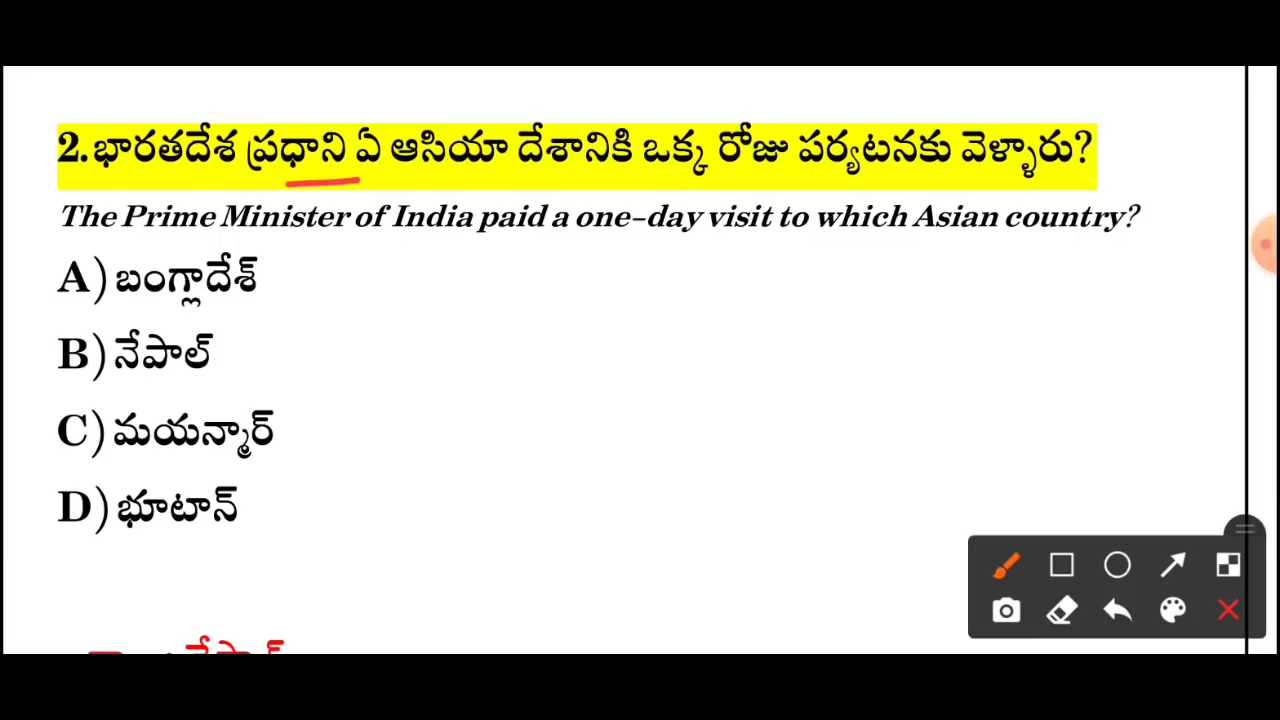 2.భారతదేశ ప్రధాని ఏ ఆసియా దేశానికి ఒక్క రోజు పర్యటనకు వెళ్ళారు?
The Prime Minister of India paid a one-day visit to which Asian country?
A) బంగ్లాదేశ్
B) నేపాల్
C) మయన్మార్
D) భూటాన్